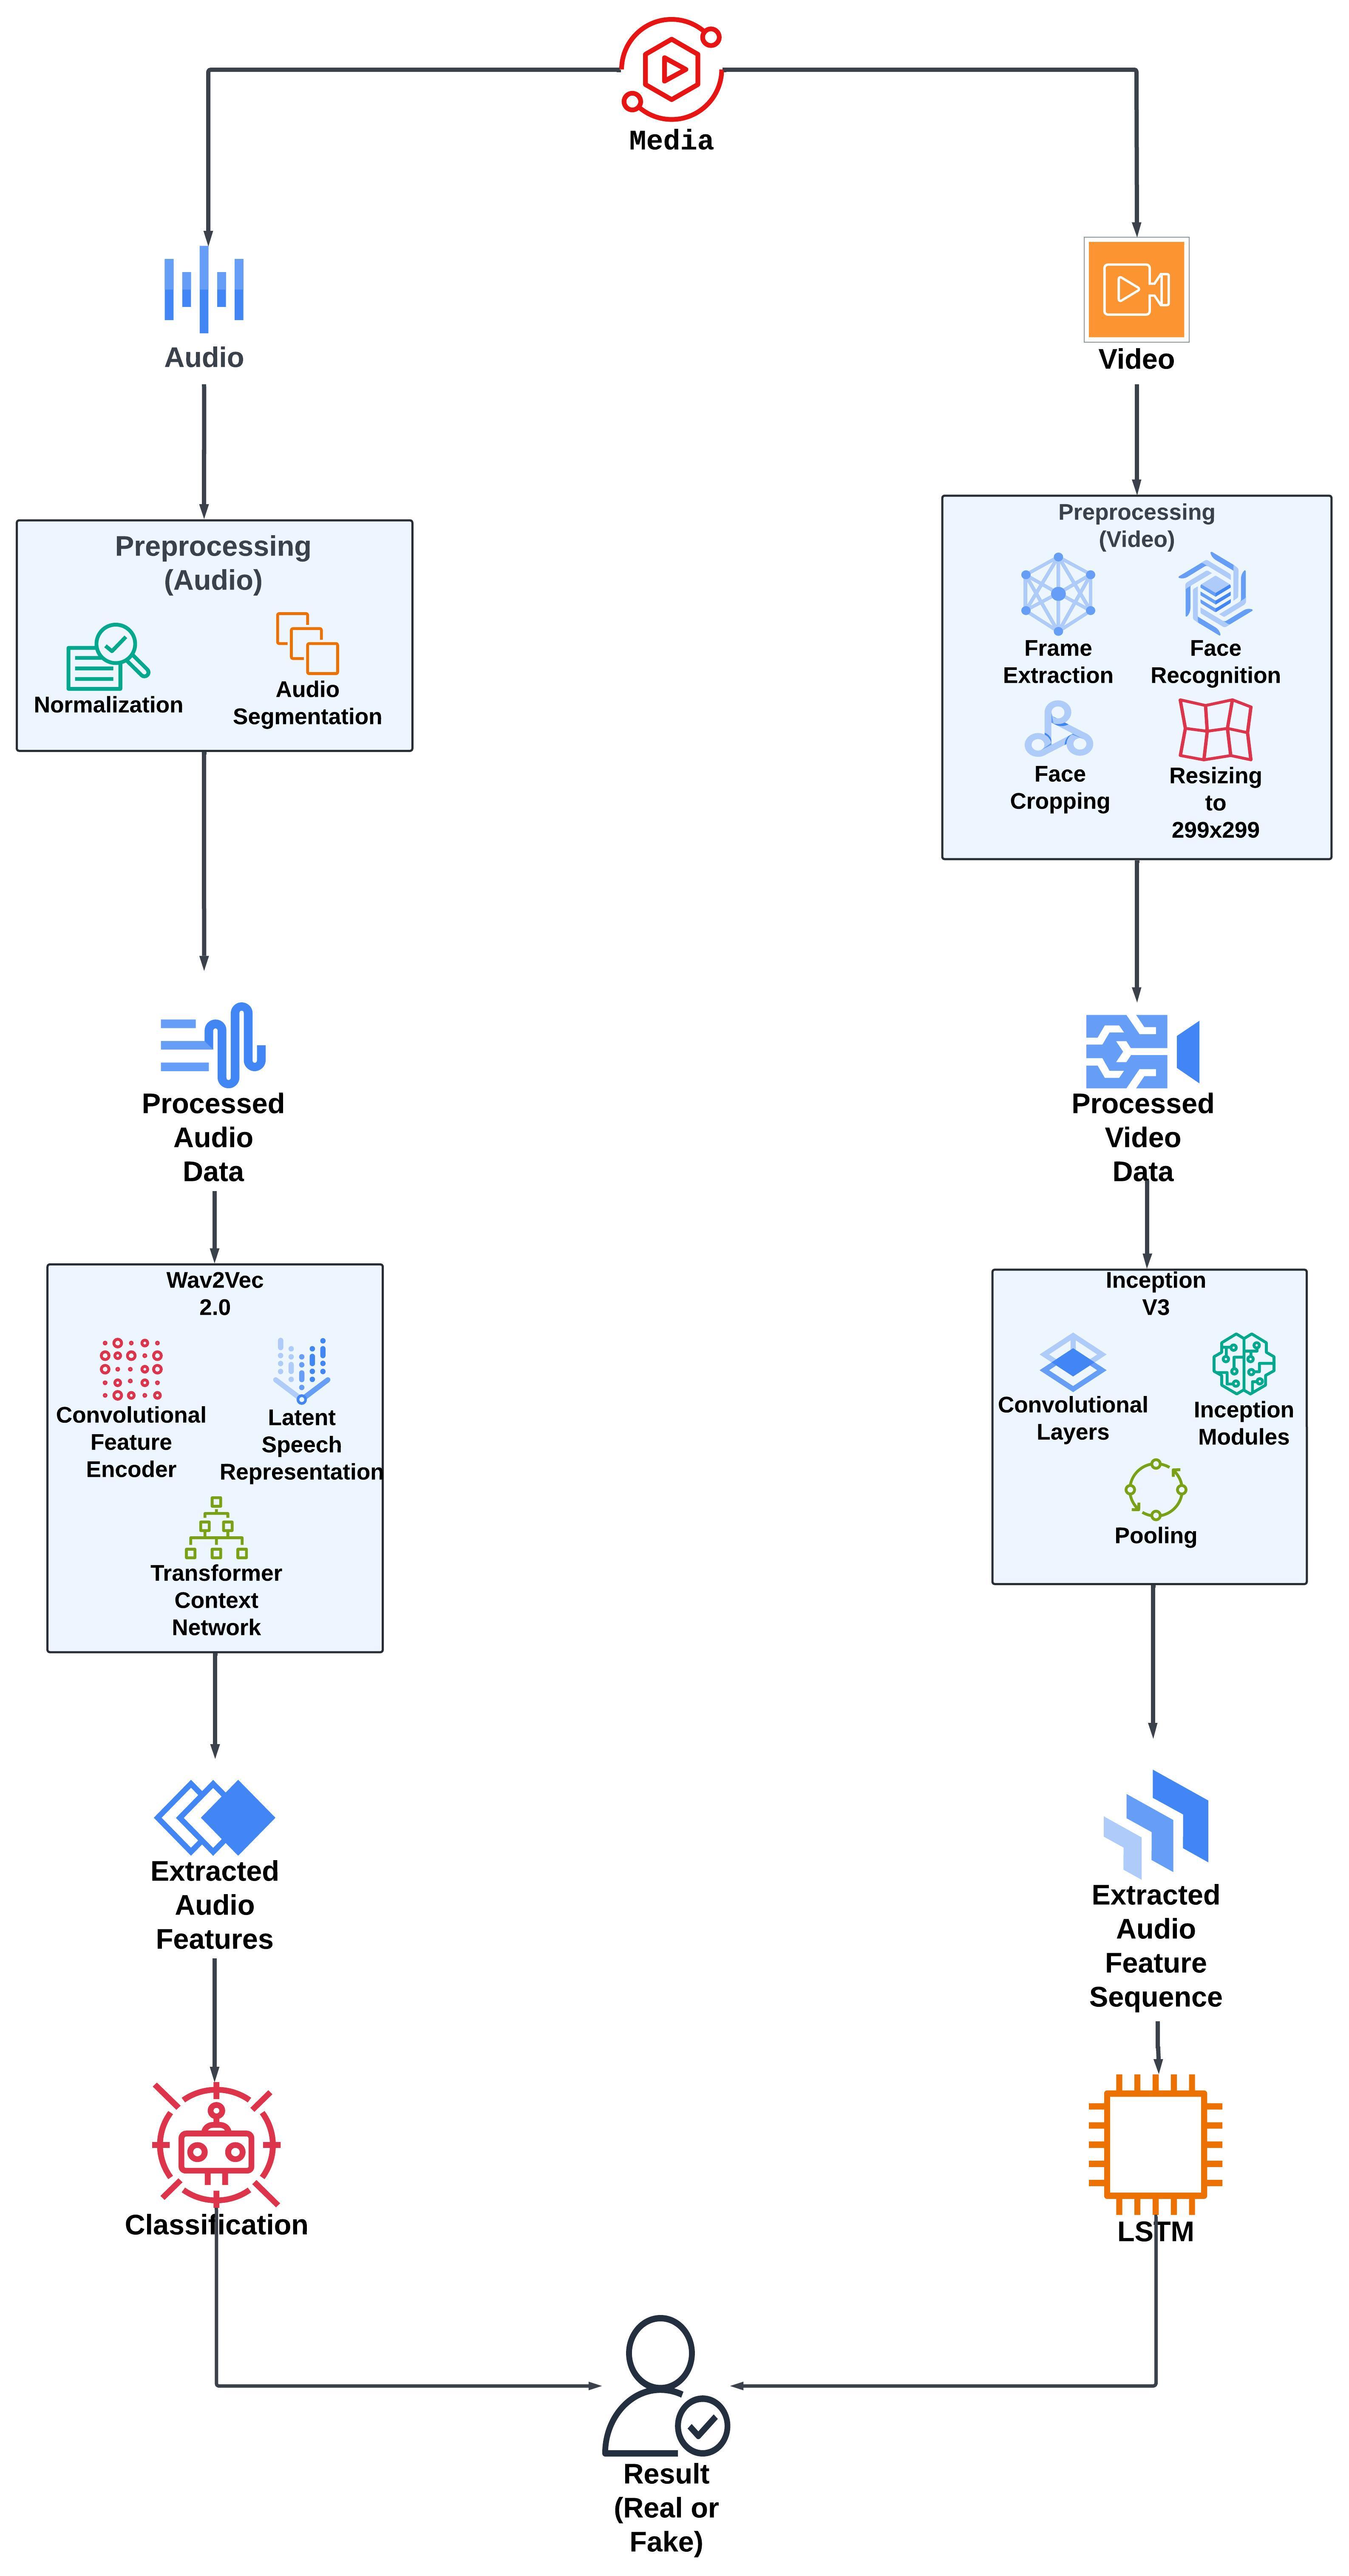 Media
Audio
Video
Preprocessing
(Audio)
Normalization
Audio
Segmentation
Preprocessing
(Video)
Frame
Extraction
Face
Recognition
Face
Cropping
Resizing
to
299x299
Processed
Audio
Data
Processed
Video
Data
Wav2Vec
2.0
Convolutional
Feature
Encoder
Latent
Speech
Representation
Transformer
Context
Network
Inception
V3
Convolutional
Layers
Inception
Modules
Pooling
Extracted
Audio
Features
Extracted
Audio
Feature
Sequence
Classification
LSTM
Result
(Real or
Fake)